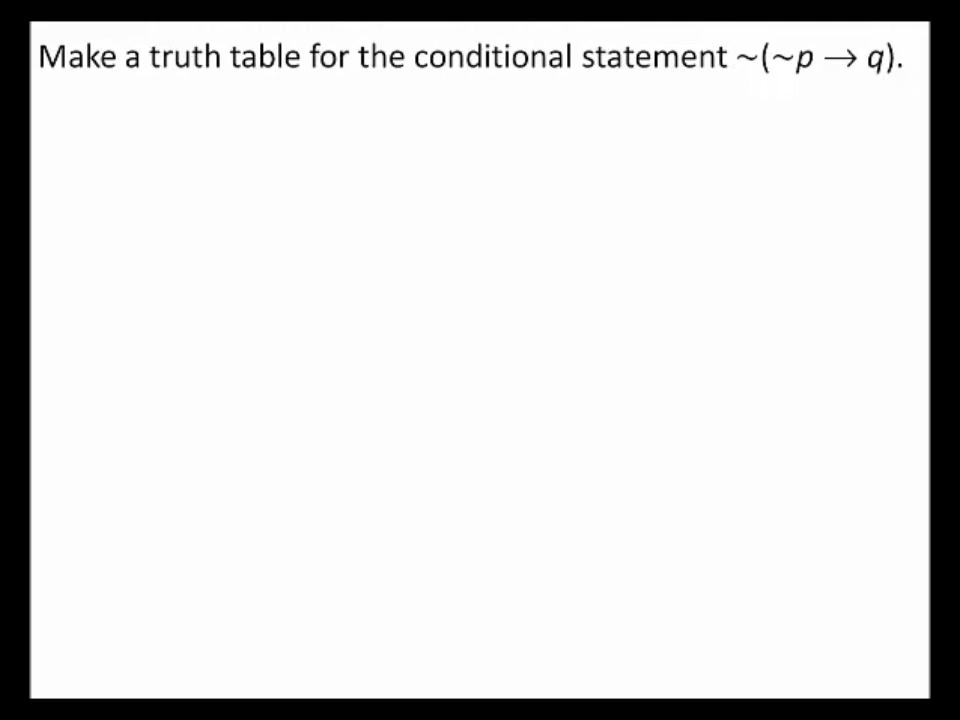 Make a truth table for the conditional statement ~(~p → q).